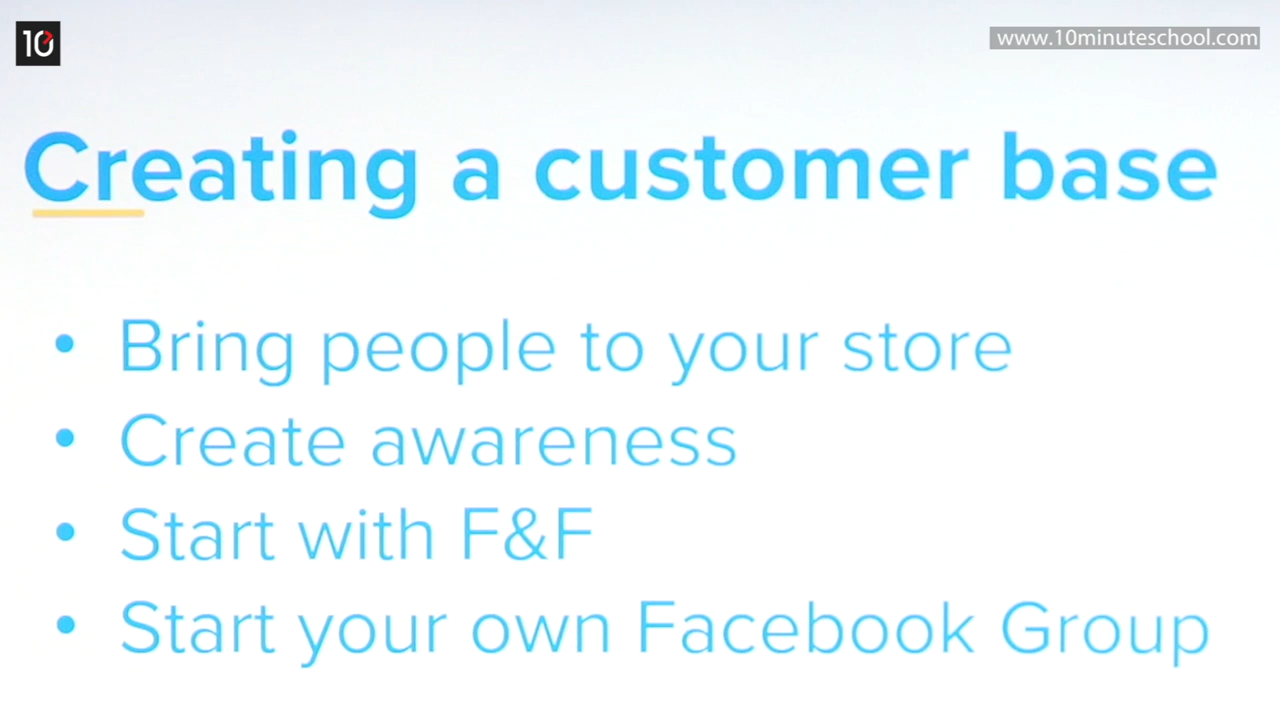 10
www.10minuteschool.com
Creating a customer base
• Bring people to your store
• Create awareness
• Start with F&F
• Start your own Facebook Group